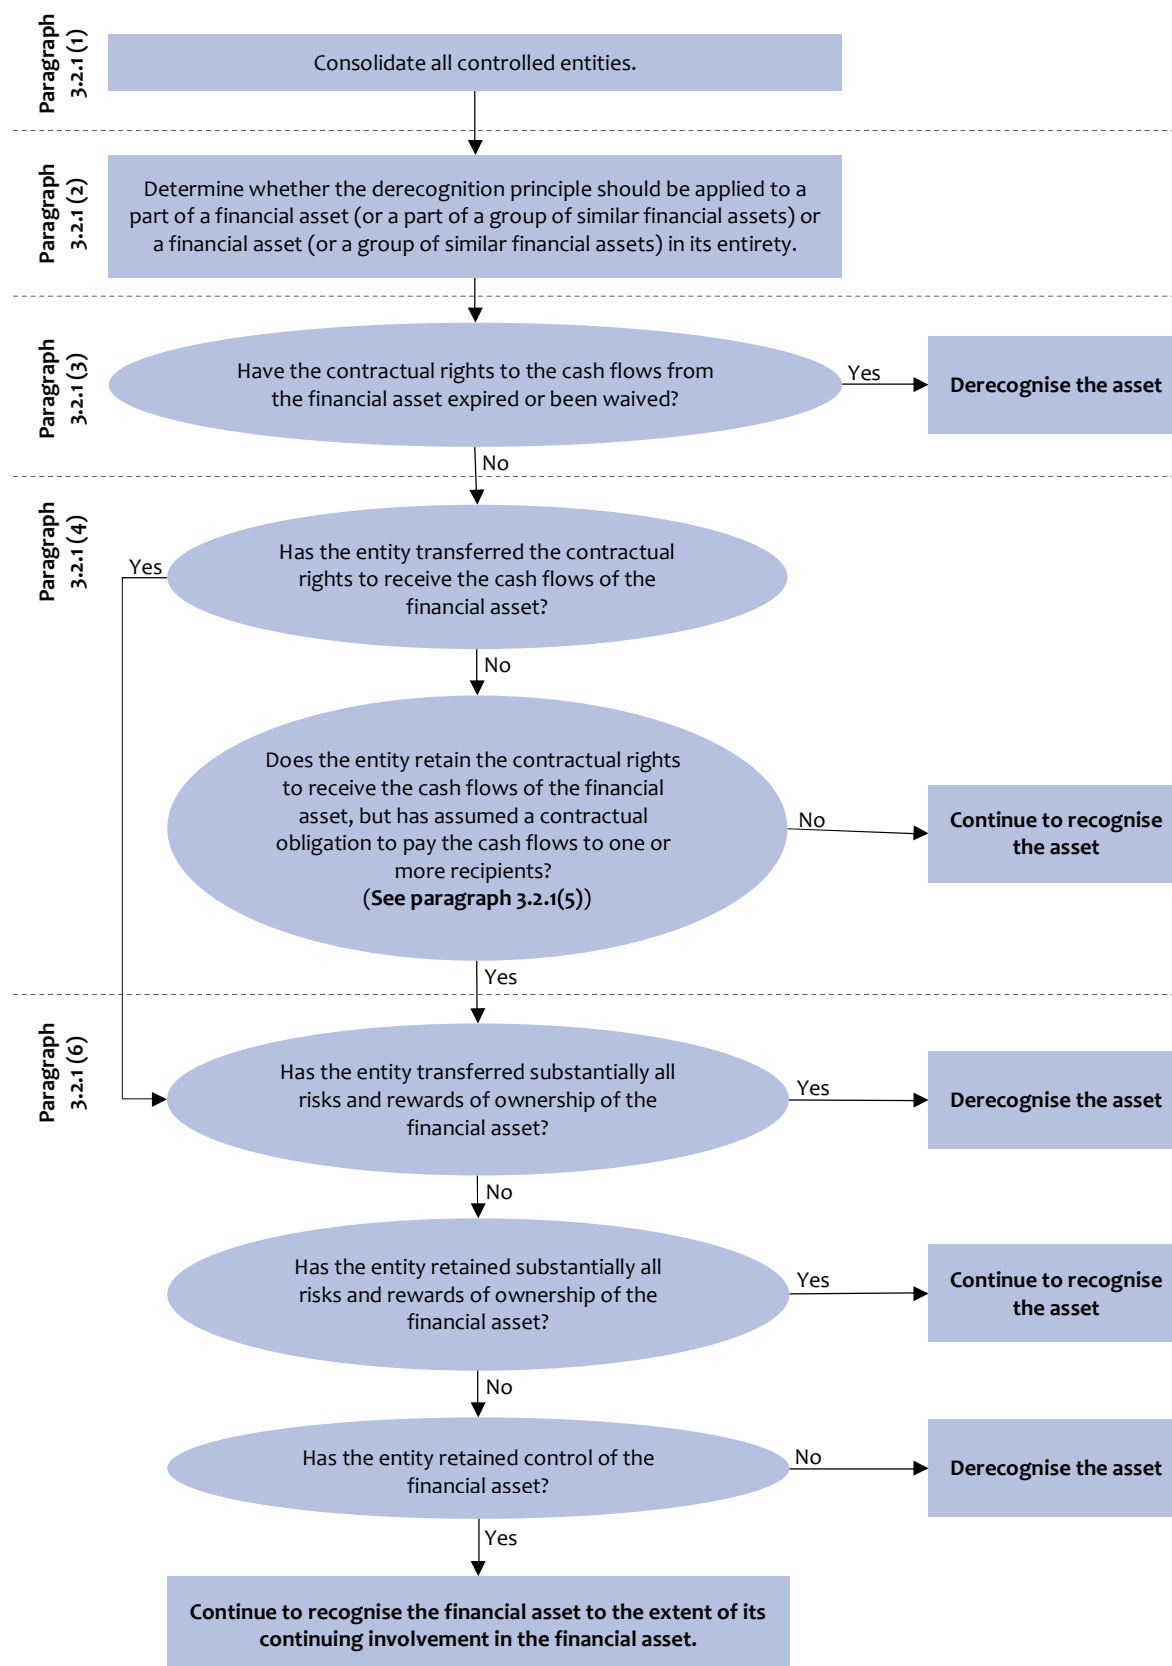 Paragraph
3.2.1 (1)
Consolidate all controlled entities.
Paragraph
3.2.1 (2)
Determine whether the derecognition principle should be applied to a
part of a financial asset (or a part of a group of similar financial assets) or
a financial asset (or a group of similar financial assets) in its entirety.
Paragraph
3.2.1 (3)
Have the contractual rights to the cash flows from
the financial asset expired or been waived?
Yes
Derecognise the asset
No
Paragraph
3.2.1 (4)
Yes
Has the entity transferred the contractual
rights to receive the cash flows of the
financial asset?
No
Does the entity retain the contractual rights
to receive the cash flows of the financial
asset, but has assumed a contractual
obligation to pay the cash flows to one or
more recipients?
(See paragraph 3.2.1(5))
No
Continue to recognise
the asset
Yes
Paragraph
3.2.1 (6)
Has the entity transferred substantially all
risks and rewards of ownership of the
financial asset?
Yes
Derecognise the asset
No
Has the entity retained substantially all
risks and rewards of ownership of the
financial asset?
Yes
Continue to recognise
the asset
No
Has the entity retained control of the
financial asset?
No
Derecognise the asset
Yes
Continue to recognise the financial asset to the extent of its
continuing involvement in the financial asset.